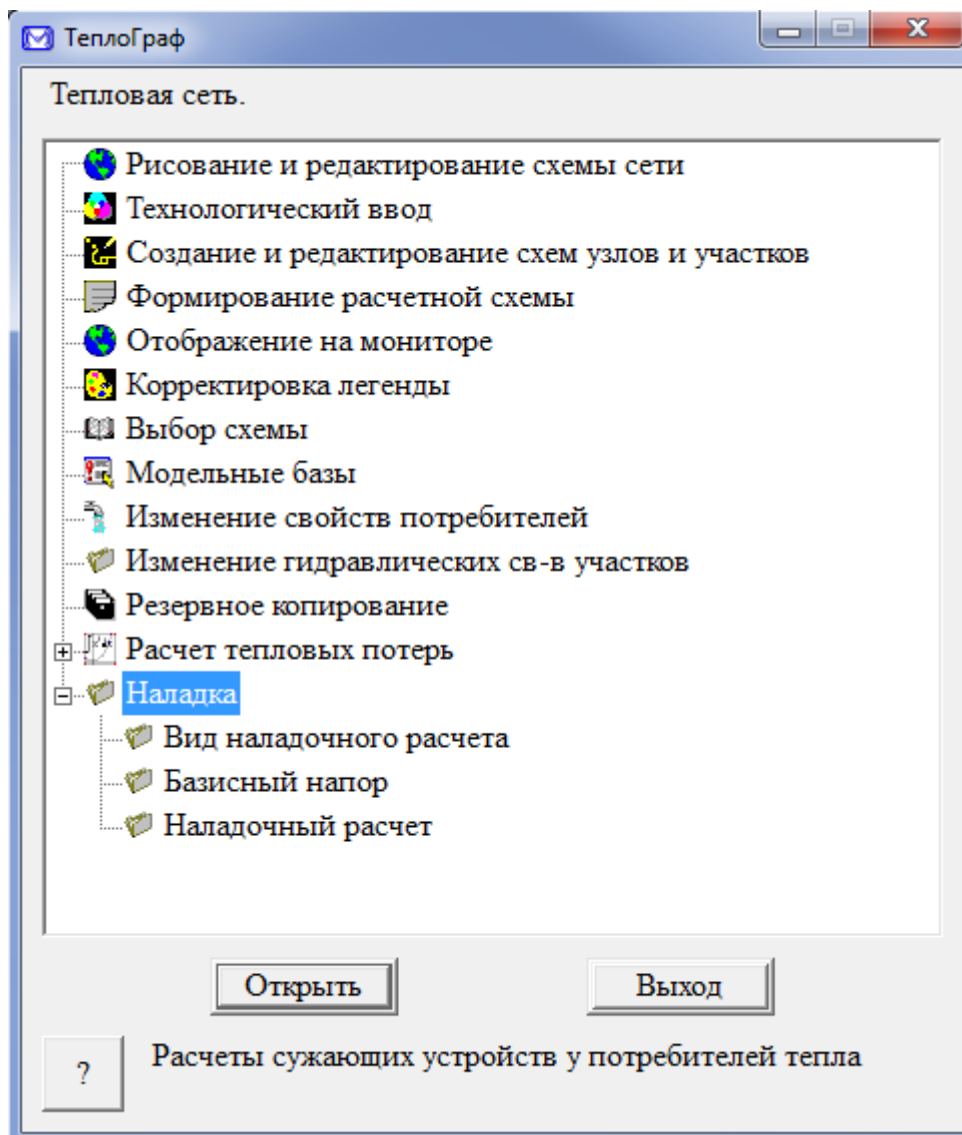 ТеплоГраф
Тепловая сеть.
Рисование и редактирование схемы сети
Технологический ввод
Создание и редактирование схем узлов и участков
Формирование расчетной схемы
Отображение на мониторе
Корректировка легенды
Выбор схемы
Модельные базы
Изменение свойств потребителей
Изменение гидравлических св-в участков
Резервное копирование
Расчет тепловых потерь
Наладка
Вид наладочного расчета
Базисный напор
Наладочный расчет
Открыть Выход
? Расчеты сужающих устройств у потребителей тепла